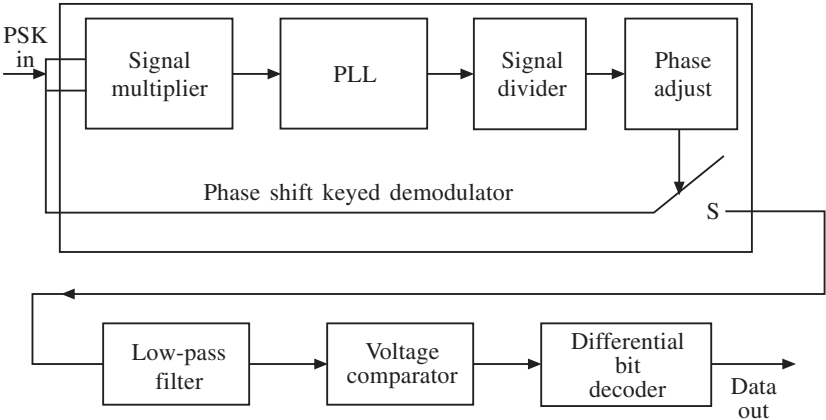 PSK
in
Signal
multiplier
PLL
Signal
divider
Phase
adjust
Phase shift keyed demodulator
S
Low-pass
filter
Voltage
comparator
Differential
bit
decoder
Data
out